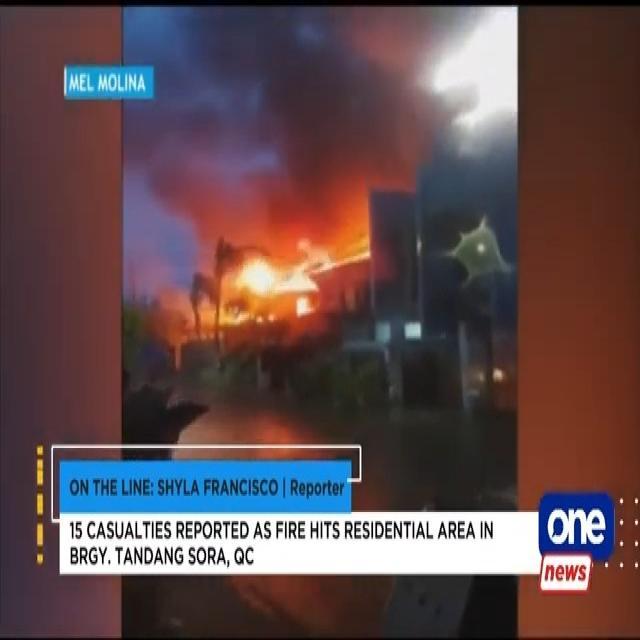 MEL MOLINA
ON THE LINE: SHYLA FRANCISCO | Reporter
15 CASUALTIES REPORTED AS FIRE HITS RESIDENTIAL AREA IN
BRGY. TANDANG SORA, QC
one
news